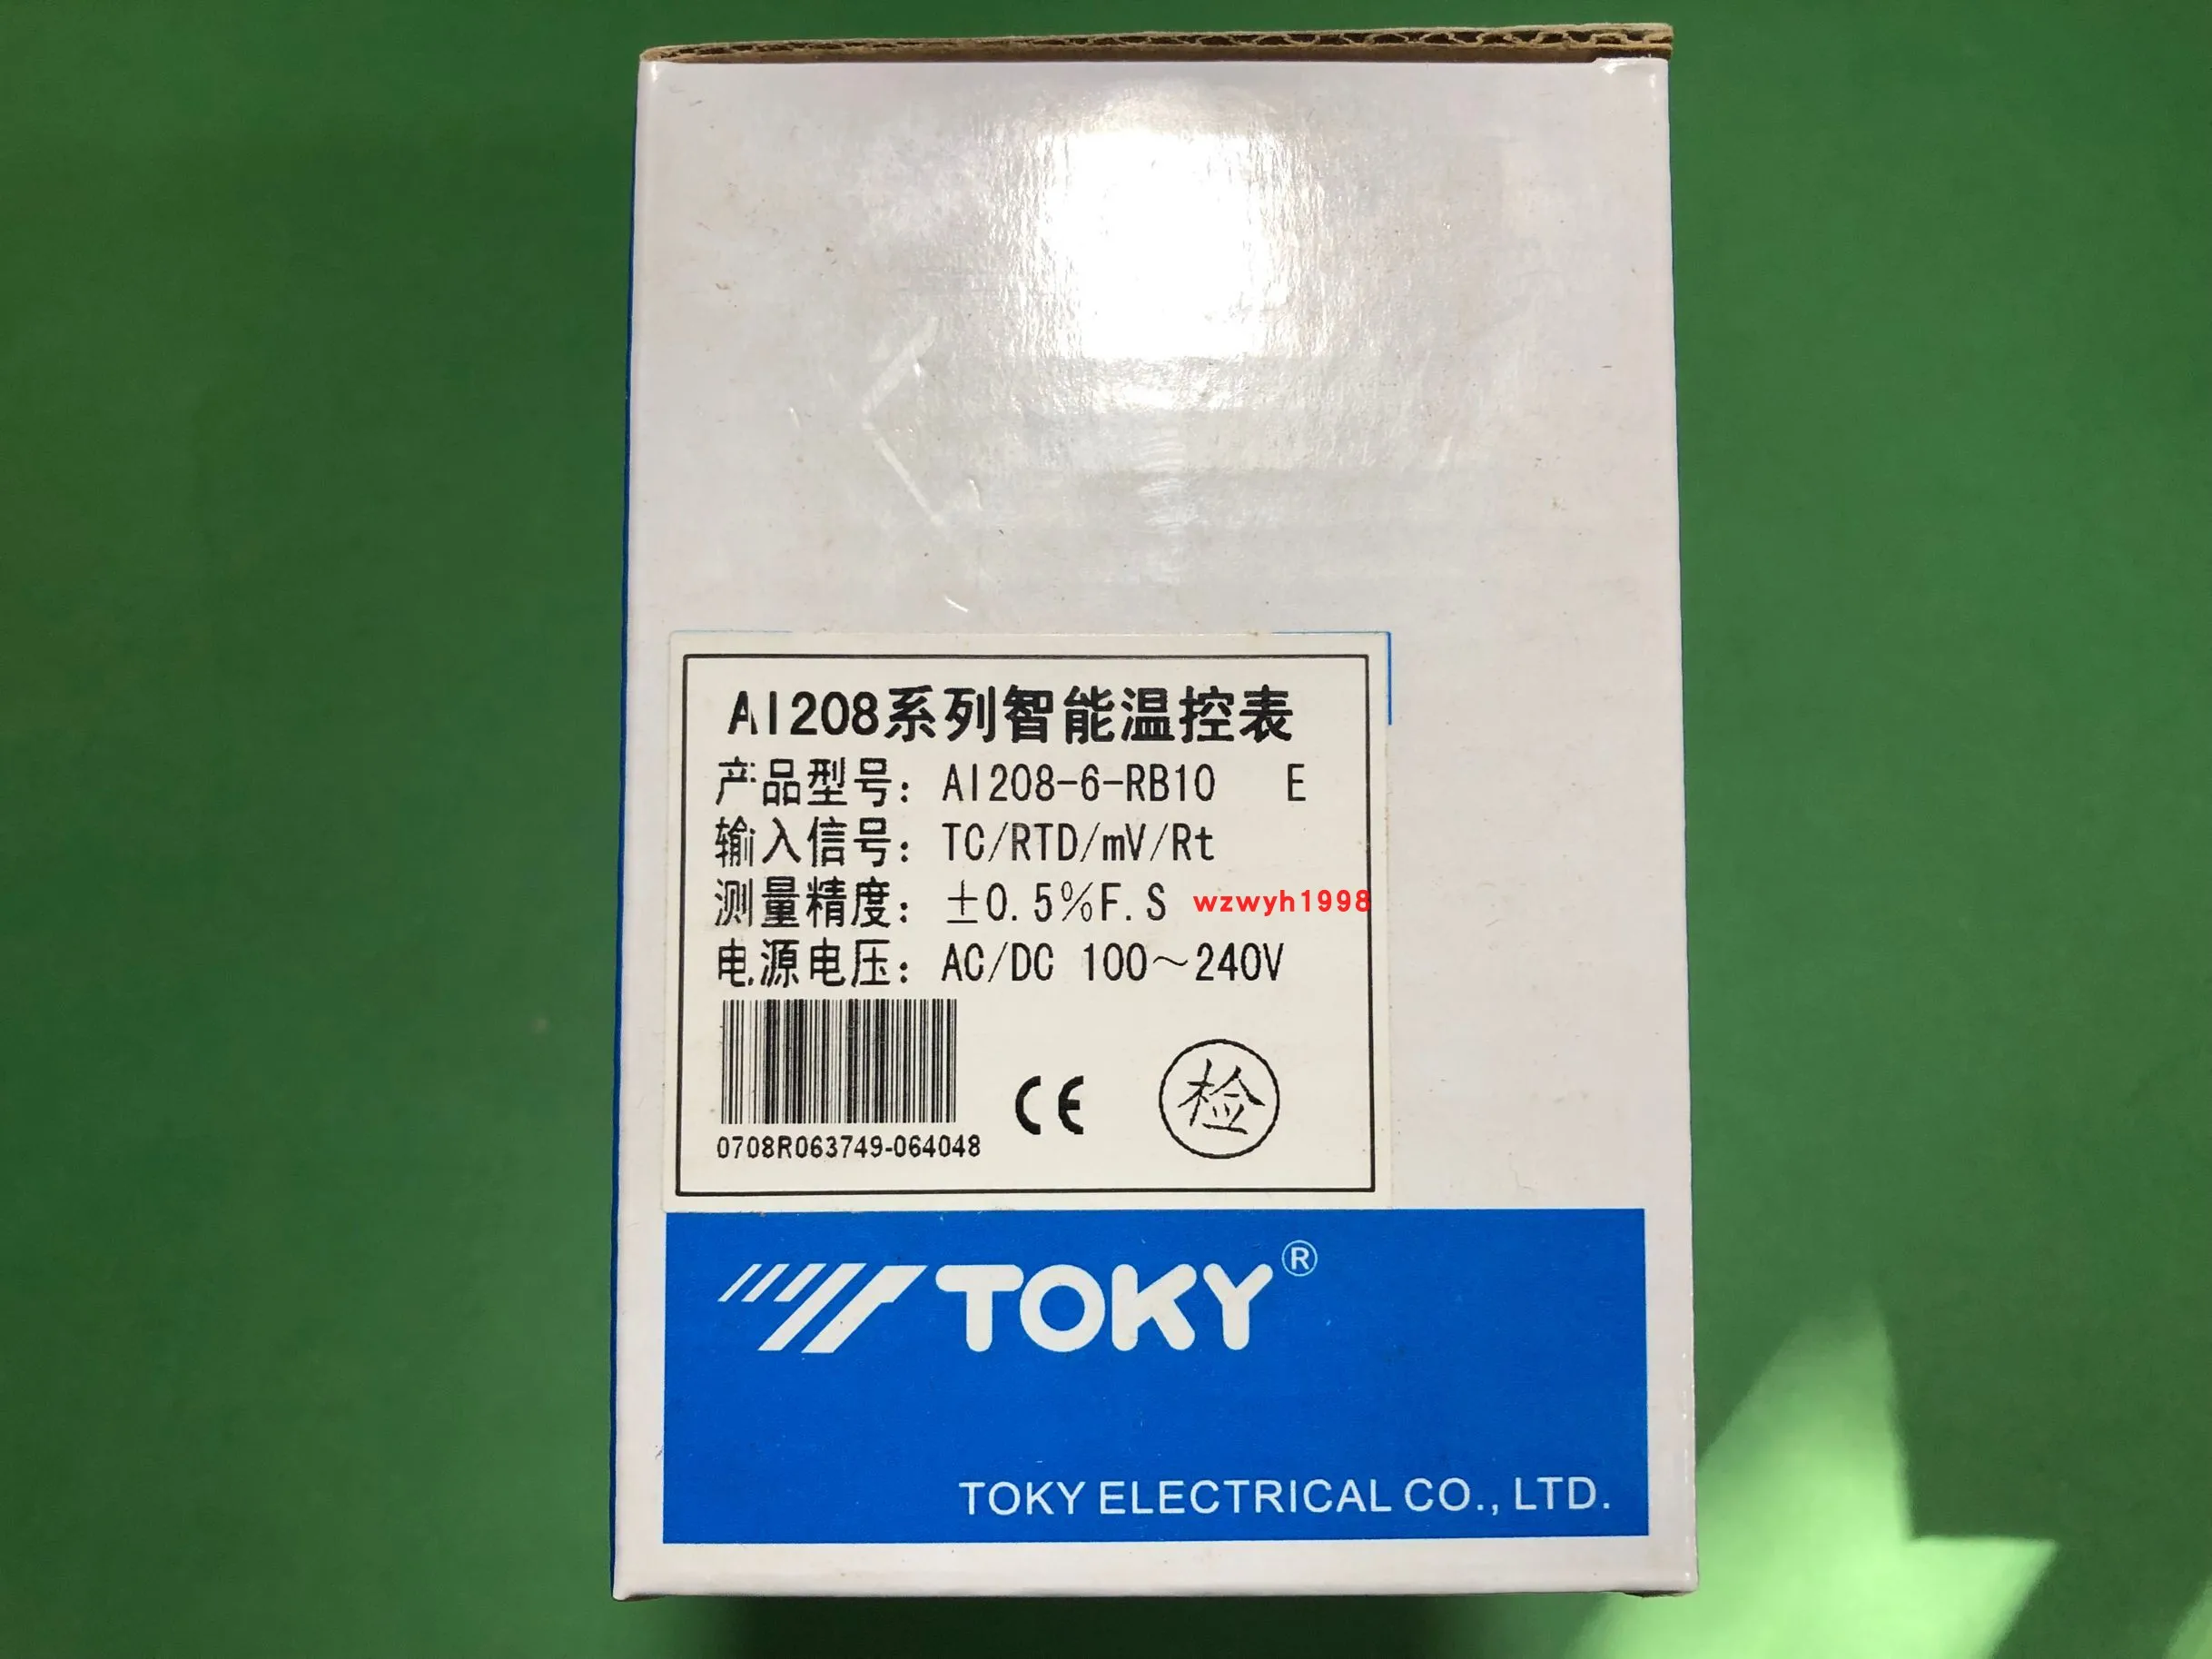 AI208系列智能温控表
产品型号: AI208-6-RB10 E
输入信号: TC/RTD/mV/Rt
测量精度: ±0.5%F.S wzwyh1998
电源电压: AC/DC 100~240V
CE 检
0708R063749-064048
TOKY®
TOKY ELECTRICAL CO., LTD.